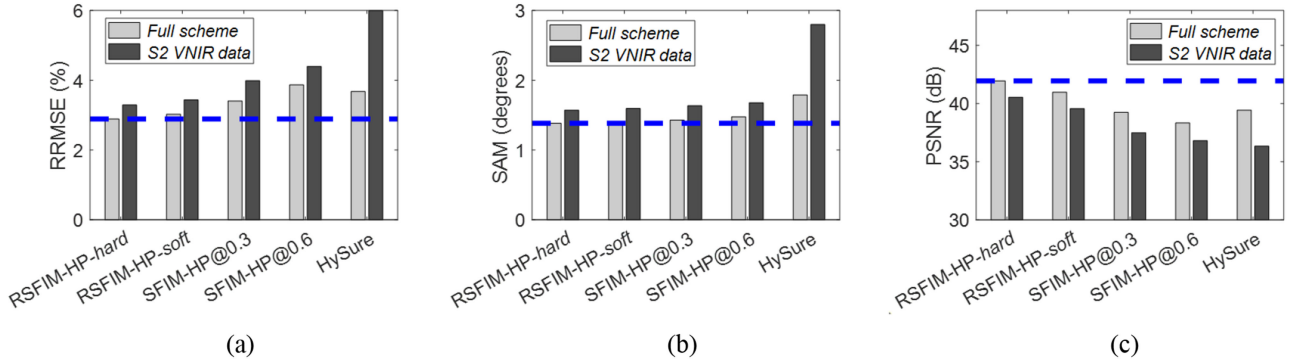 6
4
2
0
RRMSE (%)
Full scheme
S2 VNIR data
RSFIM-HP-hard
RSFIM-HP-soft
SFIM-HP@0.3
SFIM-HP@0.6
HySure
(a)
3
2
1
0
SAM (degrees)
Full scheme
S2 VNIR data
RSFIM-HP-hard
RSFIM-HP-soft
SFIM-HP@0.3
SFIM-HP@0.6
HySure
(b)
45
40
35
30
PSNR (dB)
Full scheme
S2 VNIR data
RSFIM-HP-hard
RSFIM-HP-soft
SFIM-HP@0.3
SFIM-HP@0.6
HySure
(c)